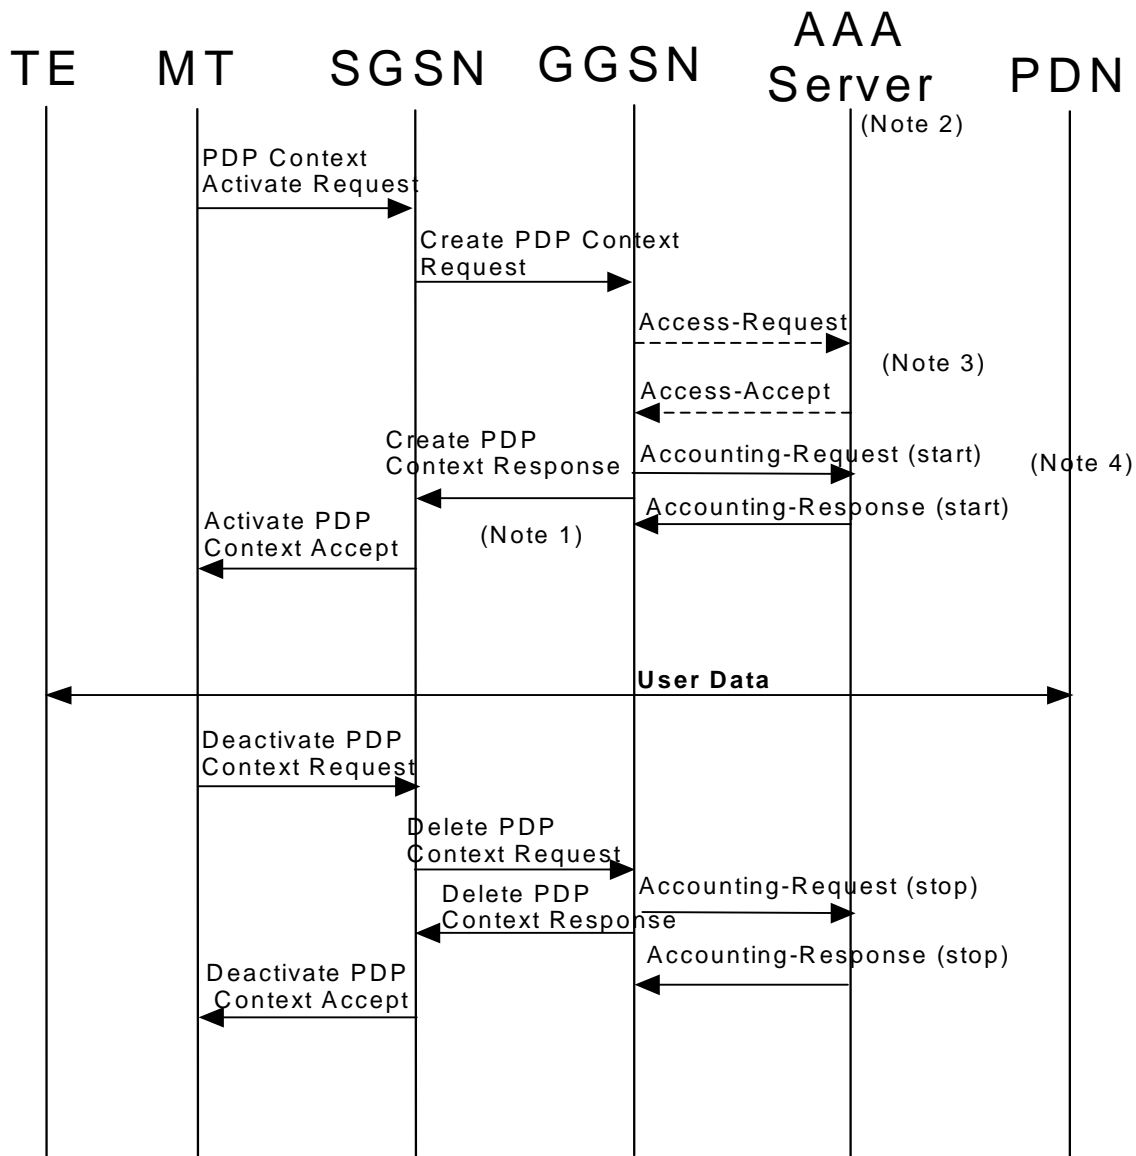 TE
MT
SGSN
GGSN
AAA
Server
PDN
(Note 2)
PDP Context
Activate Request
Create PDP Context
Request
Access-Request
(Note 3)
Access-Accept
Create PDP
Context Response
Accounting-Request (start)
(Note 4)
Accounting-Response (start)
Activate PDP
Context Accept
(Note 1)
User Data
Deactivate PDP
Context Request
Delete PDP
Context Request
Delete PDP
Context Response
Accounting-Request (stop)
Accounting-Response (stop)
Deactivate PDP
Context Accept